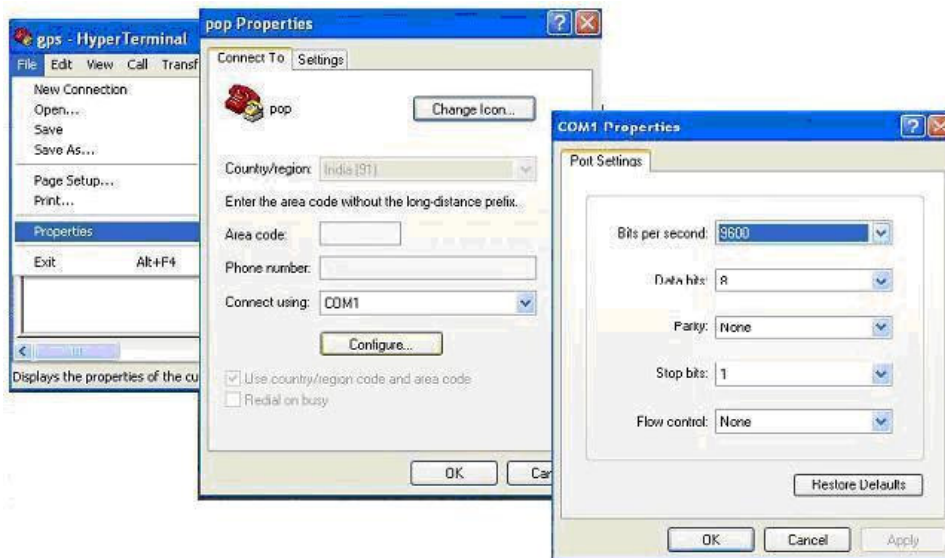 gps - HyperTerminal
File Edit View Call Transf
New Connection
Open...
Save
Save As...
Page Setup...
Print...
Properties
Exit Alt+F4
Displays the properties of the cu
pop Properties
Connect To Settings
pop
Change Icon...
Country/region: India (91)
Enter the area code without the long-distance prefix.
Area code:
Phone number:
Connect using: COM1
Configure...
Use country/region code and area code
Redial on busy
OK Can
COM1 Properties
Port Settings
Bits per second: 9600
Data bits: 8
Parity: None
Stop bits: 1
Flow control: None
Restore Defaults
OK Cancel Apply